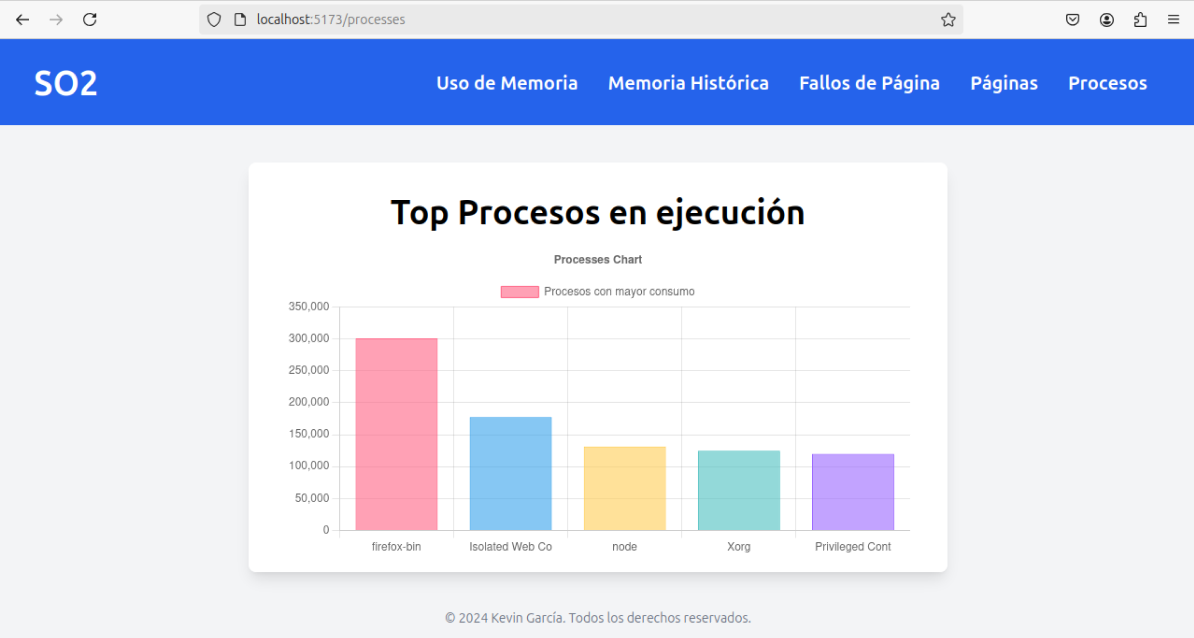 localhost:5173/processes
SO2
Uso de Memoria Memoria Histórica Fallos de Página Páginas Procesos
Top Procesos en ejecución
Processes Chart
Procesos con mayor consumo
350,000
300,000
250,000
200,000
150,000
100,000
50,000
0
firefox-bin Isolated Web Co node Xorg Privileged Cont
© 2024 Kevin García. Todos los derechos reservados.